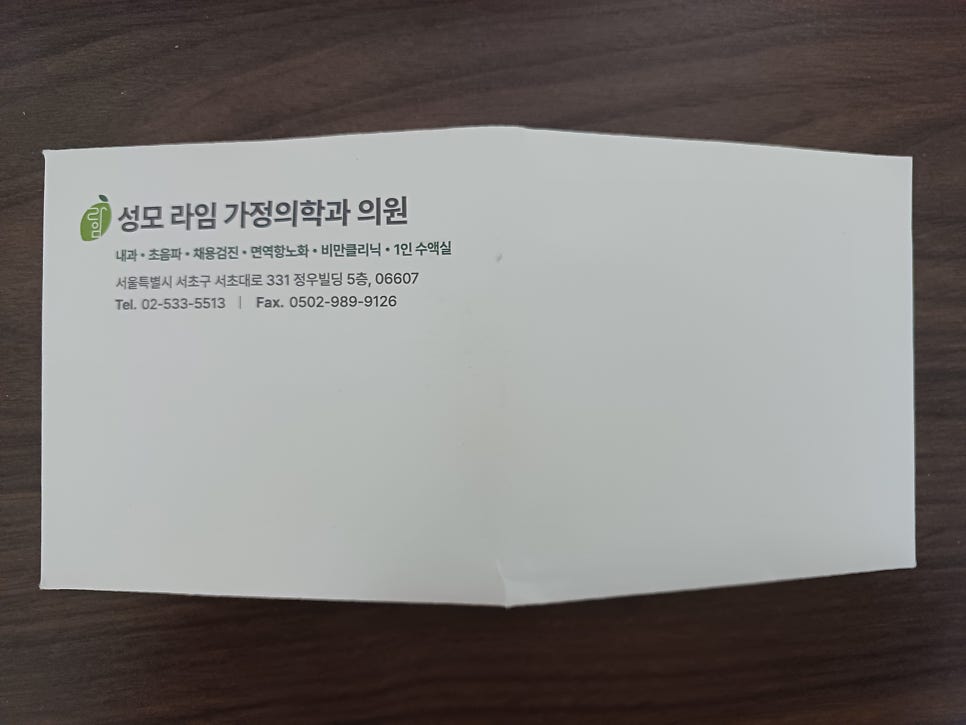 라임
성모 라임 가정의학과 의원
내과 • 초음파 • 채용검진 • 면역항노화 • 비만클리닉 • 1인 수액실
서울특별시 서초구 서초대로 331 정우빌딩 5층, 06607
Tel. 02-533-5513 | Fax. 0502-989-9126